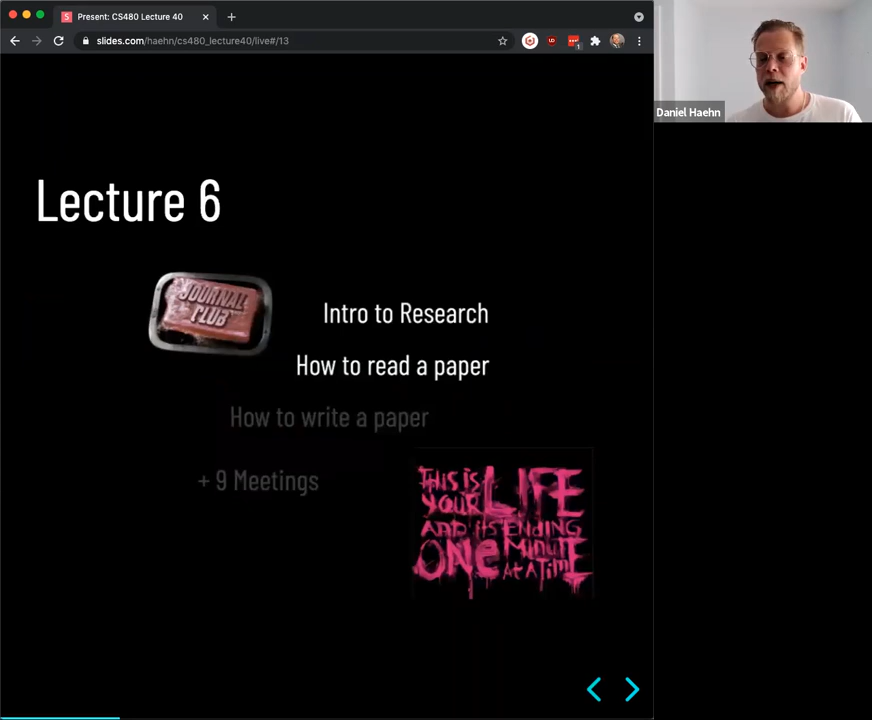 Present: CS480 Lecture 40
slides.com/haehn/cs480_lecture40/live#/13
Daniel Haehn
Lecture 6
JOURNAL
CLUB
Intro to Research
How to read a paper
How to write a paper
+ 9 Meetings
THIS IS
YOUR LIFE
AND ITS ENDING
ONE MINUTE
AT A TIME